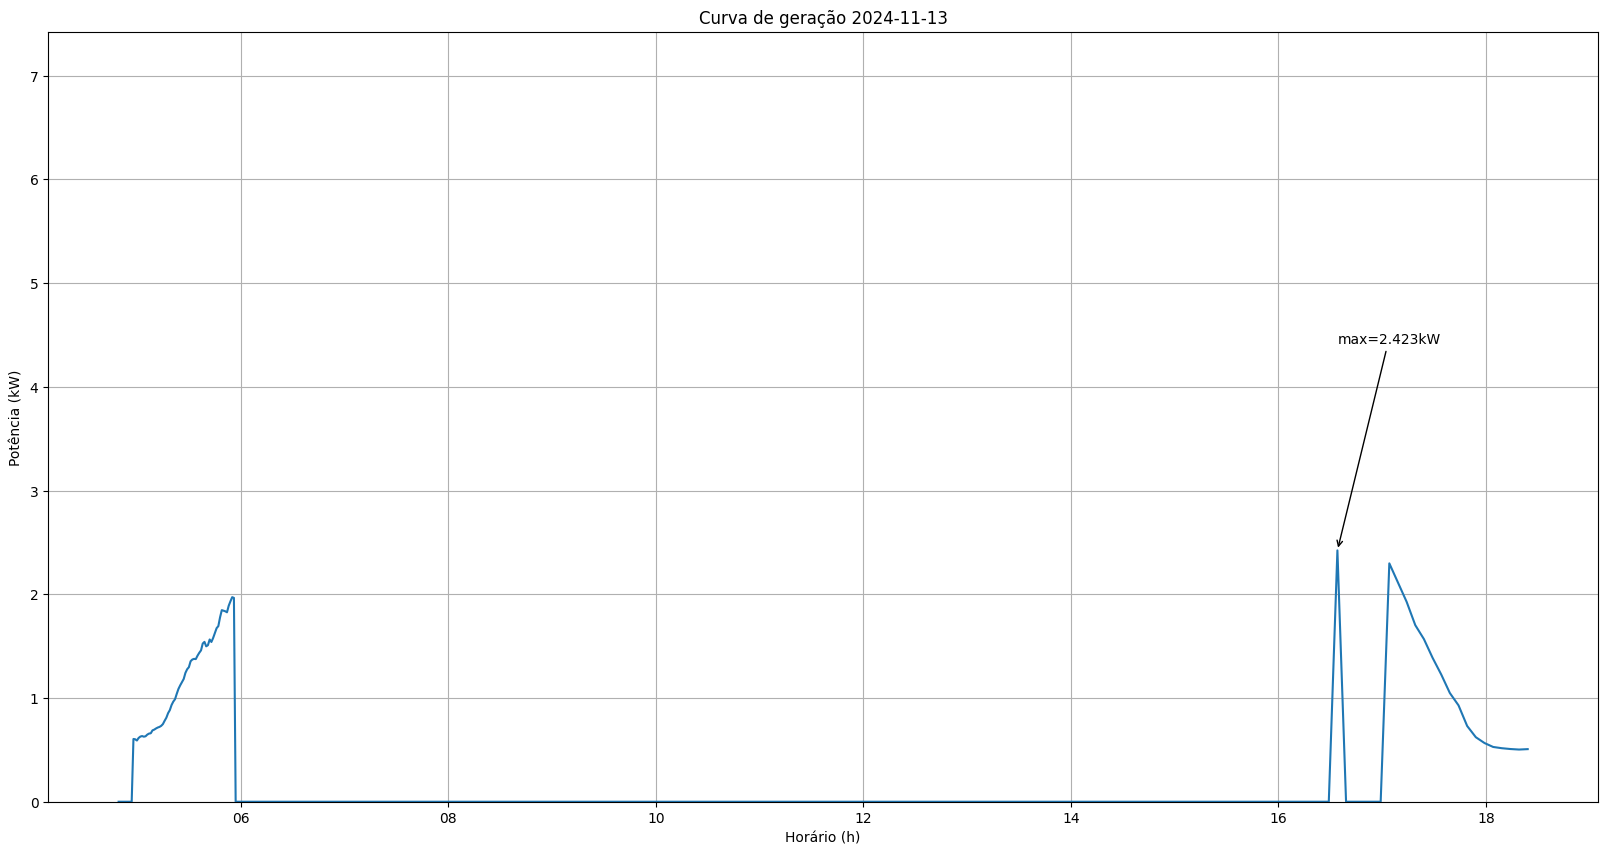 Curva de geração 2024-11-13
Potência (kW)
7
6
5
4
3
2
1
0
max=2.423kW
06 08 10 12 14 16 18
Horário (h)